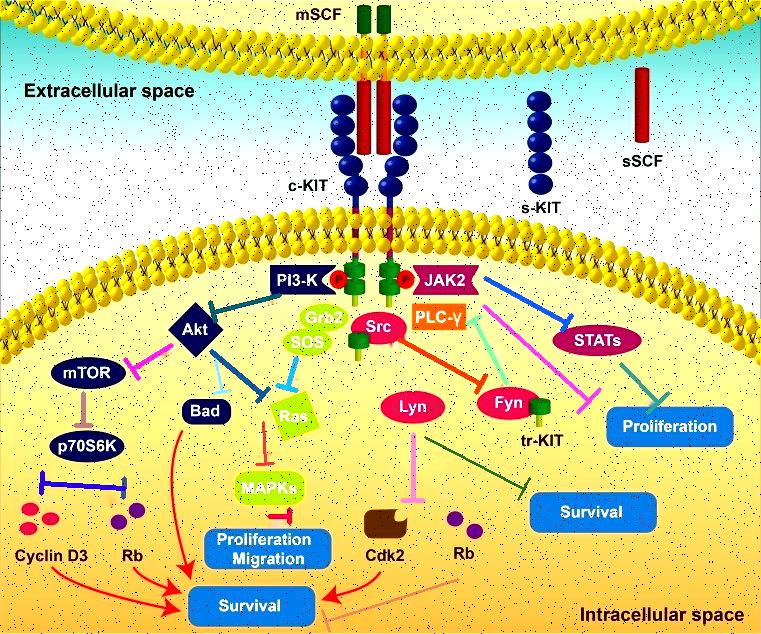 mSCF
Extracellular space
sSCF
c-KIT
s-KIT
PI3-K
P
P
JAK2
Grb2
SOS
Src
PLC-γ
Akt
STATs
mTOR
Bad
Ras
Lyn
Fyn
tr-KIT
Proliferation
p70S6K
MAPKs
Survival
Proliferation
Migration
Cyclin D3
Rb
Cdk2
Rb
Survival
Intracellular space